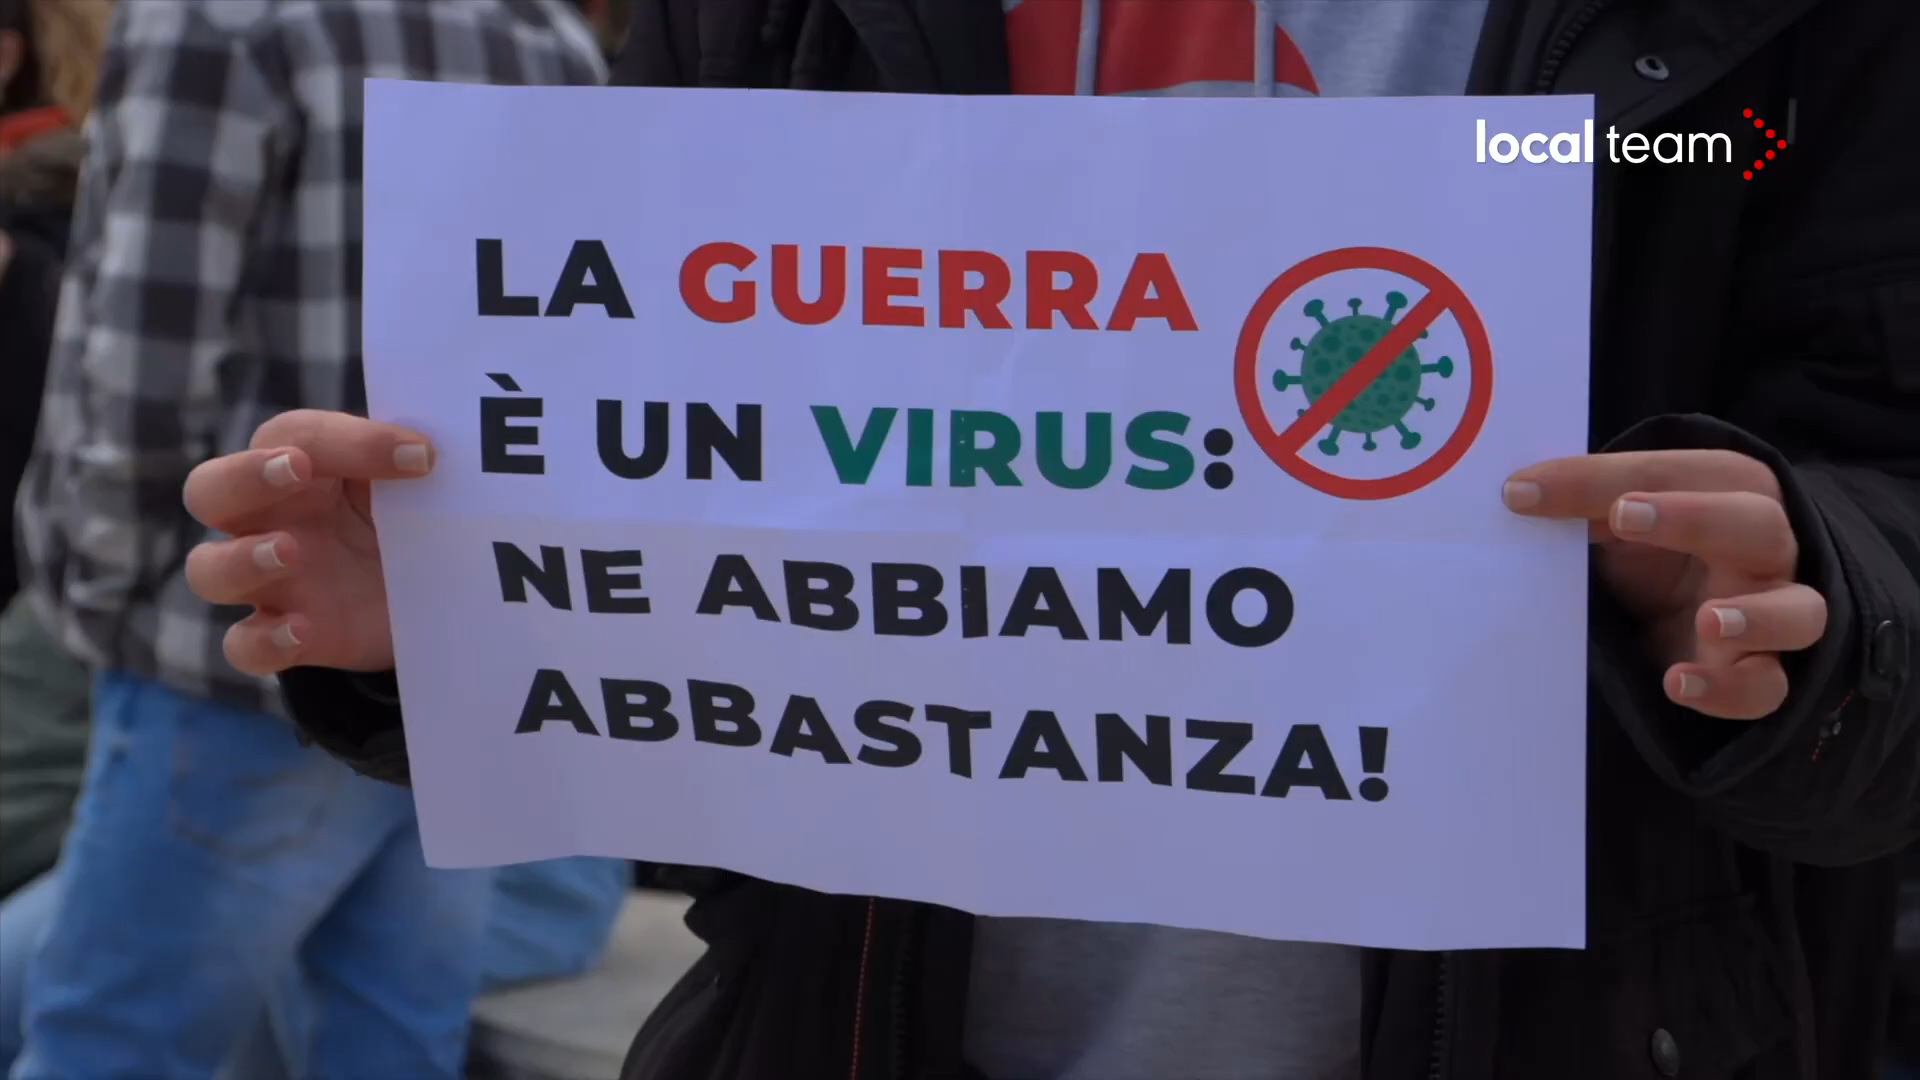 local team
LA GUERRA
È UN VIRUS:
NE ABBIAMO
ABBASTANZA!